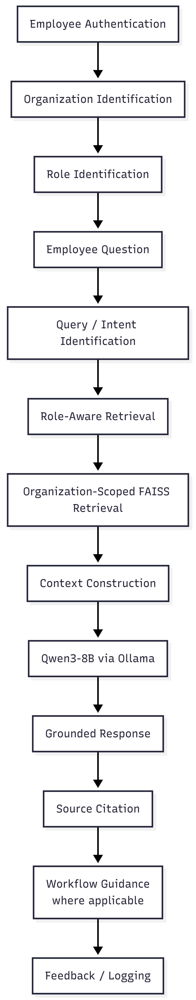 Employee Authentication
Organization Identification
Role Identification
Employee Question
Query / Intent
Identification
Role-Aware Retrieval
Organization-Scoped FAISS
Retrieval
Context Construction
Qwen3-8B via Ollama
Grounded Response
Source Citation
Workflow Guidance
where applicable
Feedback / Logging